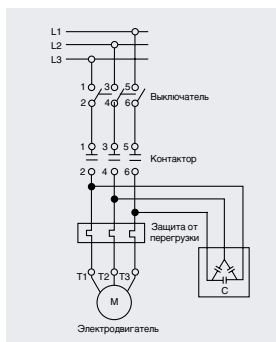 L1
L2
L3
1 3 5
2 4 6
Выключатель
1 3 5
Контактор
2 4 6
Защита от
перегрузки
T1 T2 T3
M
C
Электродвигатель